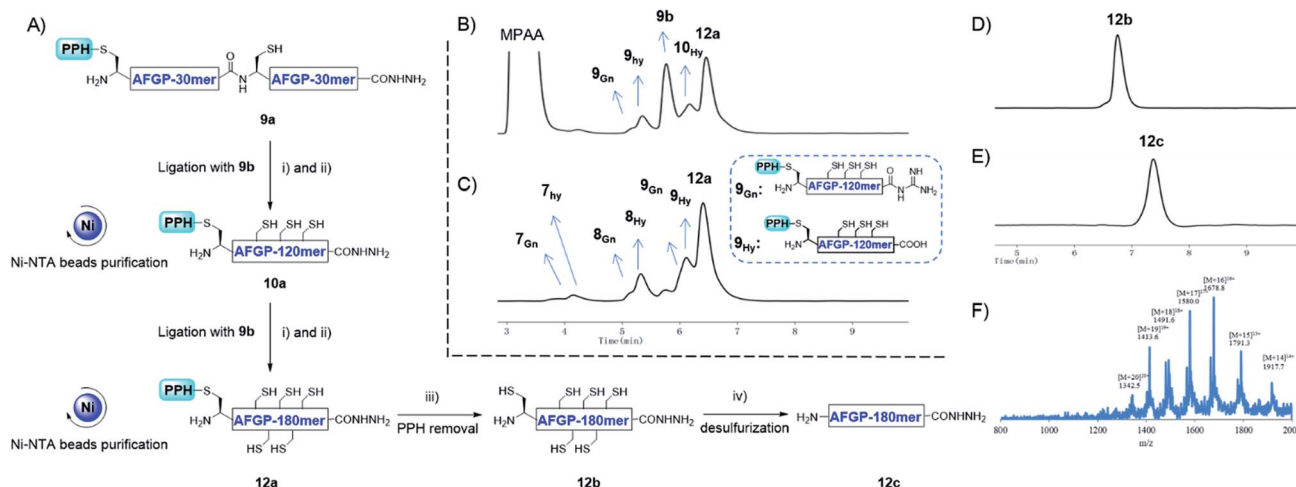 A)
PPH
S
SH
O
H2N
AFGP-30mer
N
H
AFGP-30mer
CONHNH2
9a
Ligation with 9b
i) and ii)
Ni
Ni-NTA beads purification
PPH
S
SH SH SH
H2N
AFGP-120mer
CONHNH2
10a
Ligation with 9b
i) and ii)
Ni
Ni-NTA beads purification
PPH
S
SH SH SH
H2N
AFGP-180mer
CONHNH2
HS HS
12a
iii)
PPH removal
HS
SH SH SH
H2N
AFGP-180mer
CONHNH2
HS HS
12b
iv)
desulfurization
H2N
AFGP-180mer
CONHNH2
12c
B)
MPAA
9Gn
9hy
9b
10Hy
12a
C)
7Gn
7hy
8Gn
8Hy
9Gn
9Hy
12a
3 4 5 6 7 8 9
Time(min)
9Gn:
PPH
S
SH SH SH
O
NH
H2N
AFGP-120mer
N
H
NH2
9Hy:
PPH
S
SH SH SH
H2N
AFGP-120mer
COOH
D)
12b
E)
12c
5 6 7 8 9
Time(min)
F)
[M+20]20+
1342.5
[M+19]19+
1413.6
[M+18]18+
1491.6
[M+17]17+
1580.0
[M+16]16+
1678.8
[M+15]15+
1791.3
[M+14]14+
1917.7
800 1000 1200 1400 1600 1800 200
m/z